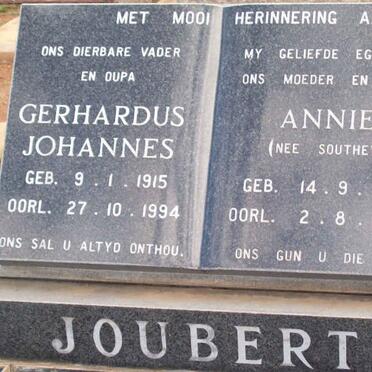 MET MOOI HERINNERING
ONS DIERBARE VADER
EN OUPA
GERHARDUS
JOHANNES
GEB. 9 . 1 . 1915
OORL. 27 . 10 . 1994
ONS SAL U ALTYD ONTHOU.
MY GELIEFDE
ONS MOEDER EN
ANNIE
(NEE
GEB. 14 . 9 .
OORL. 2 . 8 .
ONS GUN U DIE
JOUBERT